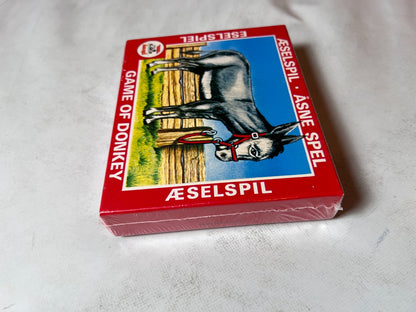 ÆSELSPIL
ÆSELSPIL · ÅSNE SPEL
ESELSPIEL
GAME OF DONKEY